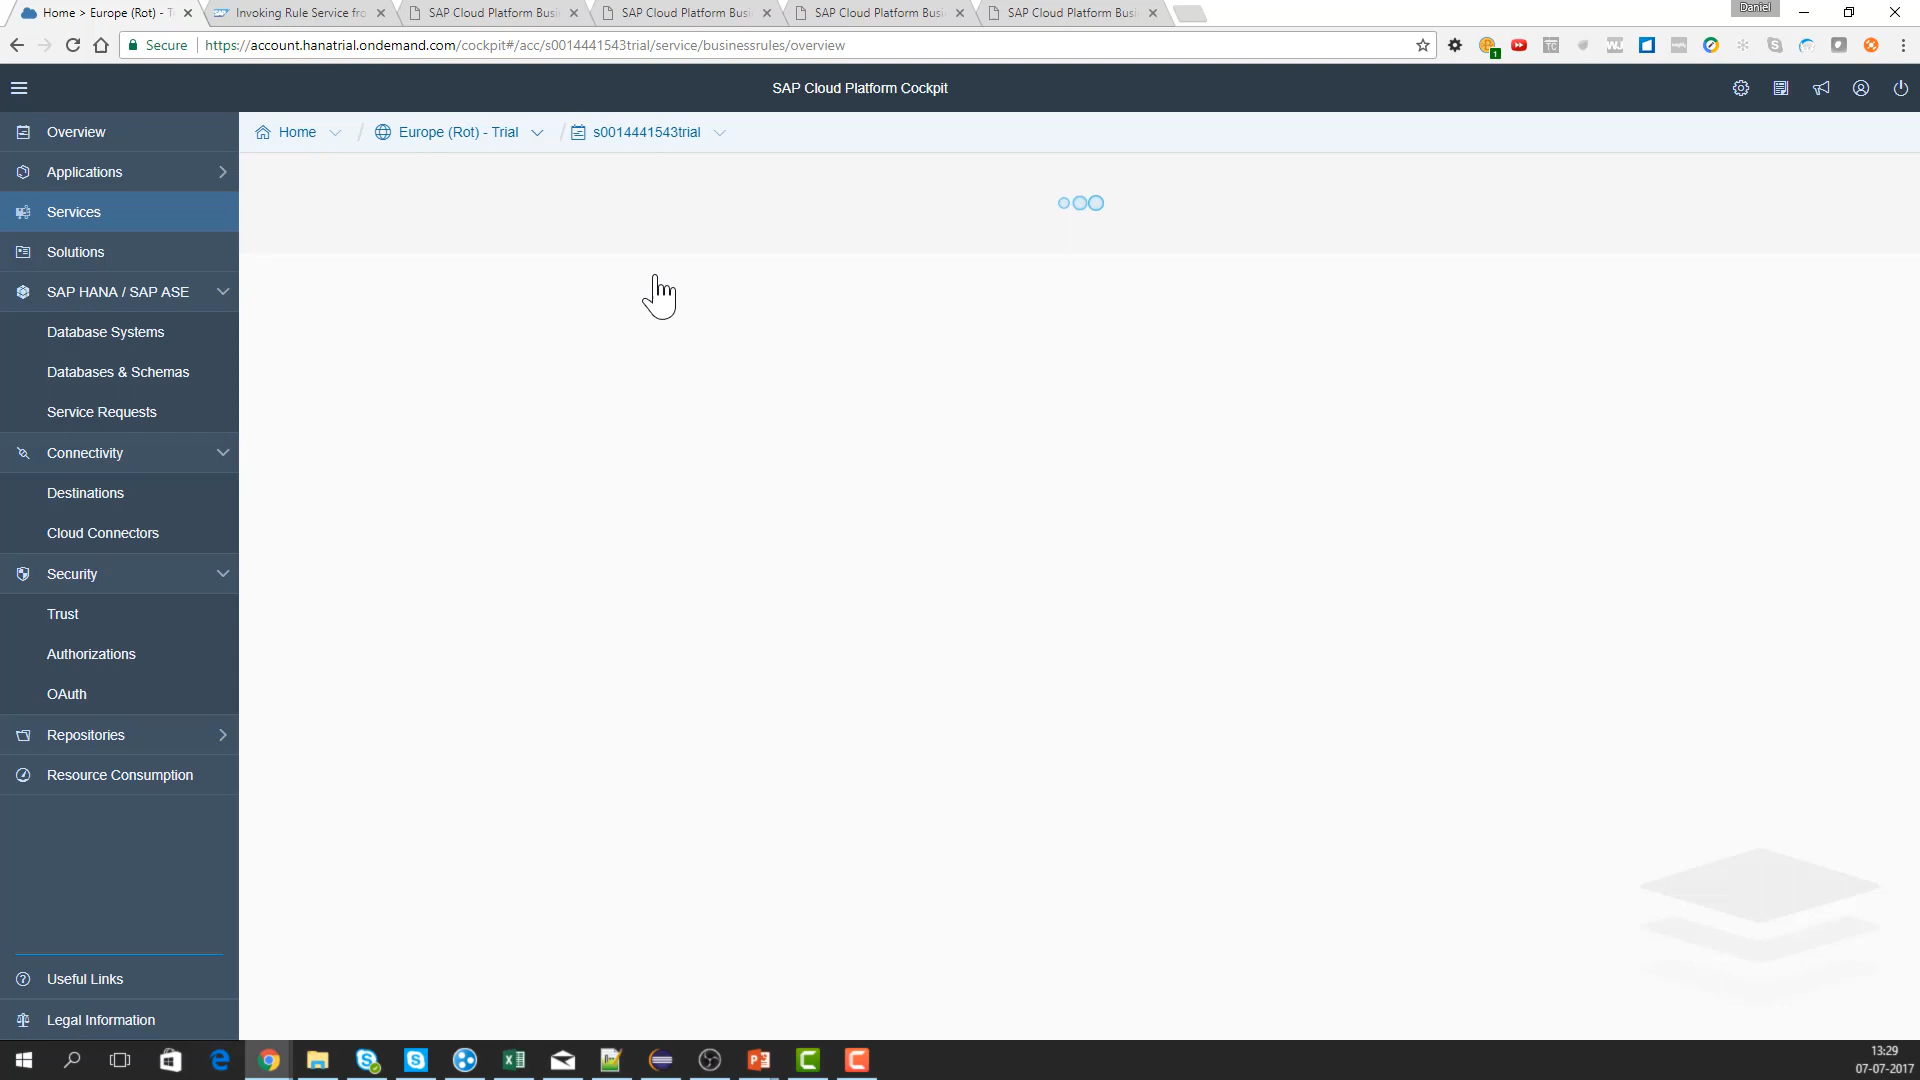 Home > Europe (Rot) - T
Invoking Rule Service fro
SAP Cloud Platform Busi
SAP Cloud Platform Busi
SAP Cloud Platform Busi
SAP Cloud Platform Busi
Daniel
Secure
https://account.hanatrial.ondemand.com/cockpit#/acc/s0014441543trial/service/businessrules/overview
SAP Cloud Platform Cockpit
Home / Europe (Rot) - Trial / s0014441543trial
Overview
Applications
Services
Solutions
SAP HANA / SAP ASE
Database Systems
Databases & Schemas
Service Requests
Connectivity
Destinations
Cloud Connectors
Security
Trust
Authorizations
OAuth
Repositories
Resource Consumption
Useful Links
Legal Information
13:29
07-07-2017